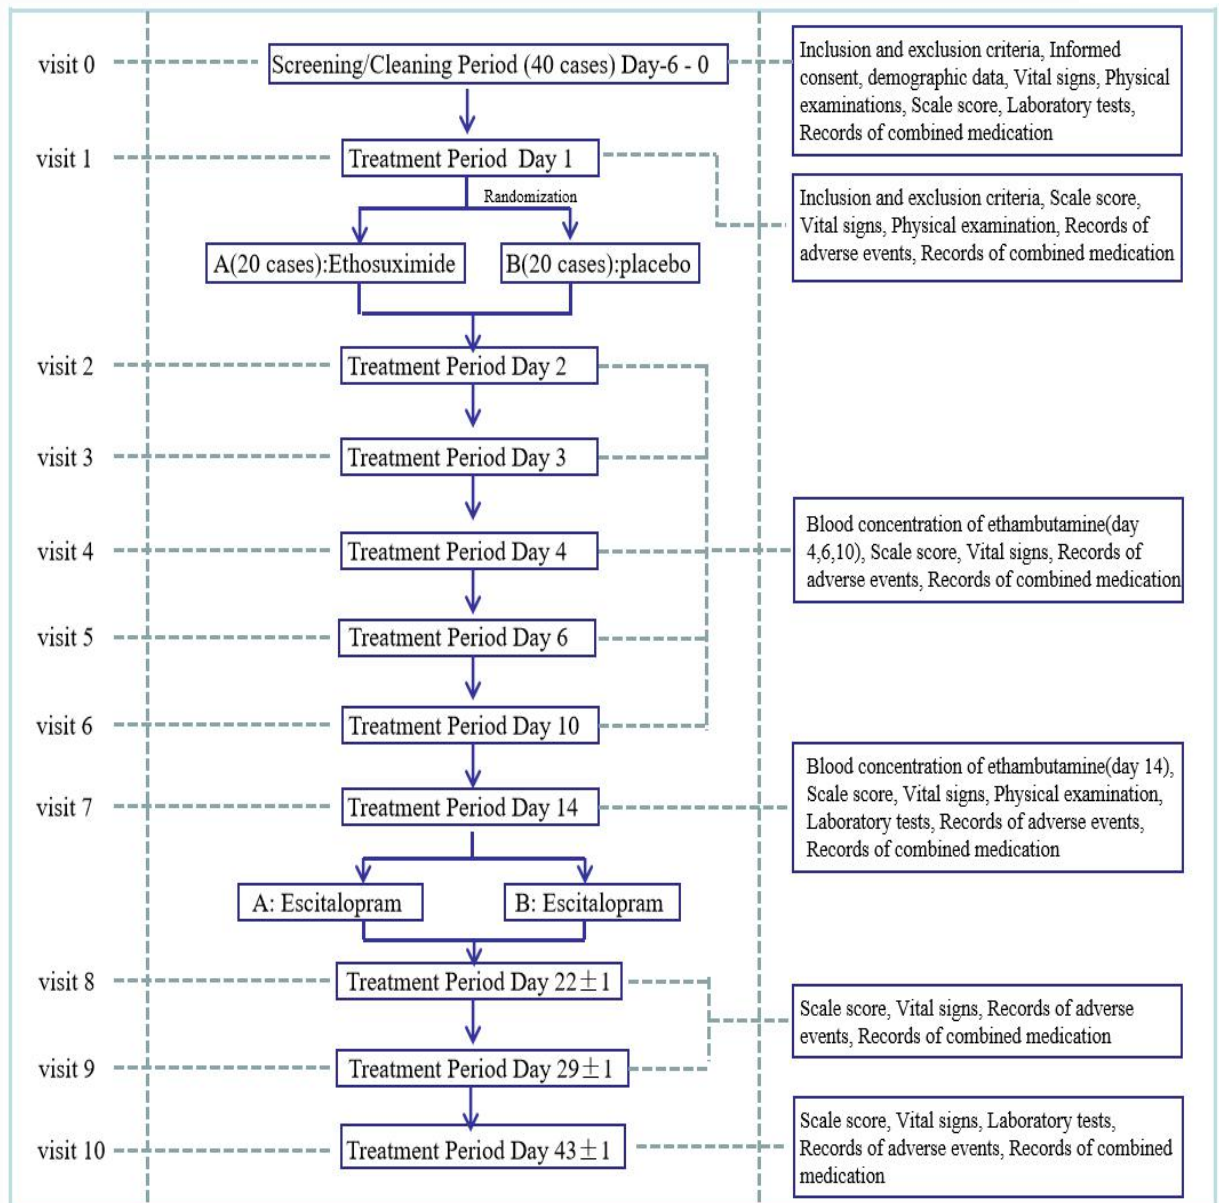 visit 0
Screening/Cleaning Period (40 cases) Day-6 - 0
Inclusion and exclusion criteria, Informed
consent, demographic data, Vital signs, Physical
examinations, Scale score, Laboratory tests,
Records of combined medication
visit 1
Treatment Period Day 1
Randomization
Inclusion and exclusion criteria, Scale score,
Vital signs, Physical examination, Records of
adverse events, Records of combined medication
A(20 cases):Ethosuximide
B(20 cases):placebo
visit 2
Treatment Period Day 2
visit 3
Treatment Period Day 3
visit 4
Treatment Period Day 4
Blood concentration of ethambutamine(day
4,6,10), Scale score, Vital signs, Records of
adverse events, Records of combined medication
visit 5
Treatment Period Day 6
visit 6
Treatment Period Day 10
visit 7
Treatment Period Day 14
Blood concentration of ethambutamine(day 14),
Scale score, Vital signs, Physical examination,
Laboratory tests, Records of adverse events,
Records of combined medication
A: Escitalopram
B: Escitalopram
visit 8
Treatment Period Day 22±1
Scale score, Vital signs, Records of adverse
events, Records of combined medication
visit 9
Treatment Period Day 29±1
visit 10
Treatment Period Day 43±1
Scale score, Vital signs, Laboratory tests,
Records of adverse events, Records of combined
medication